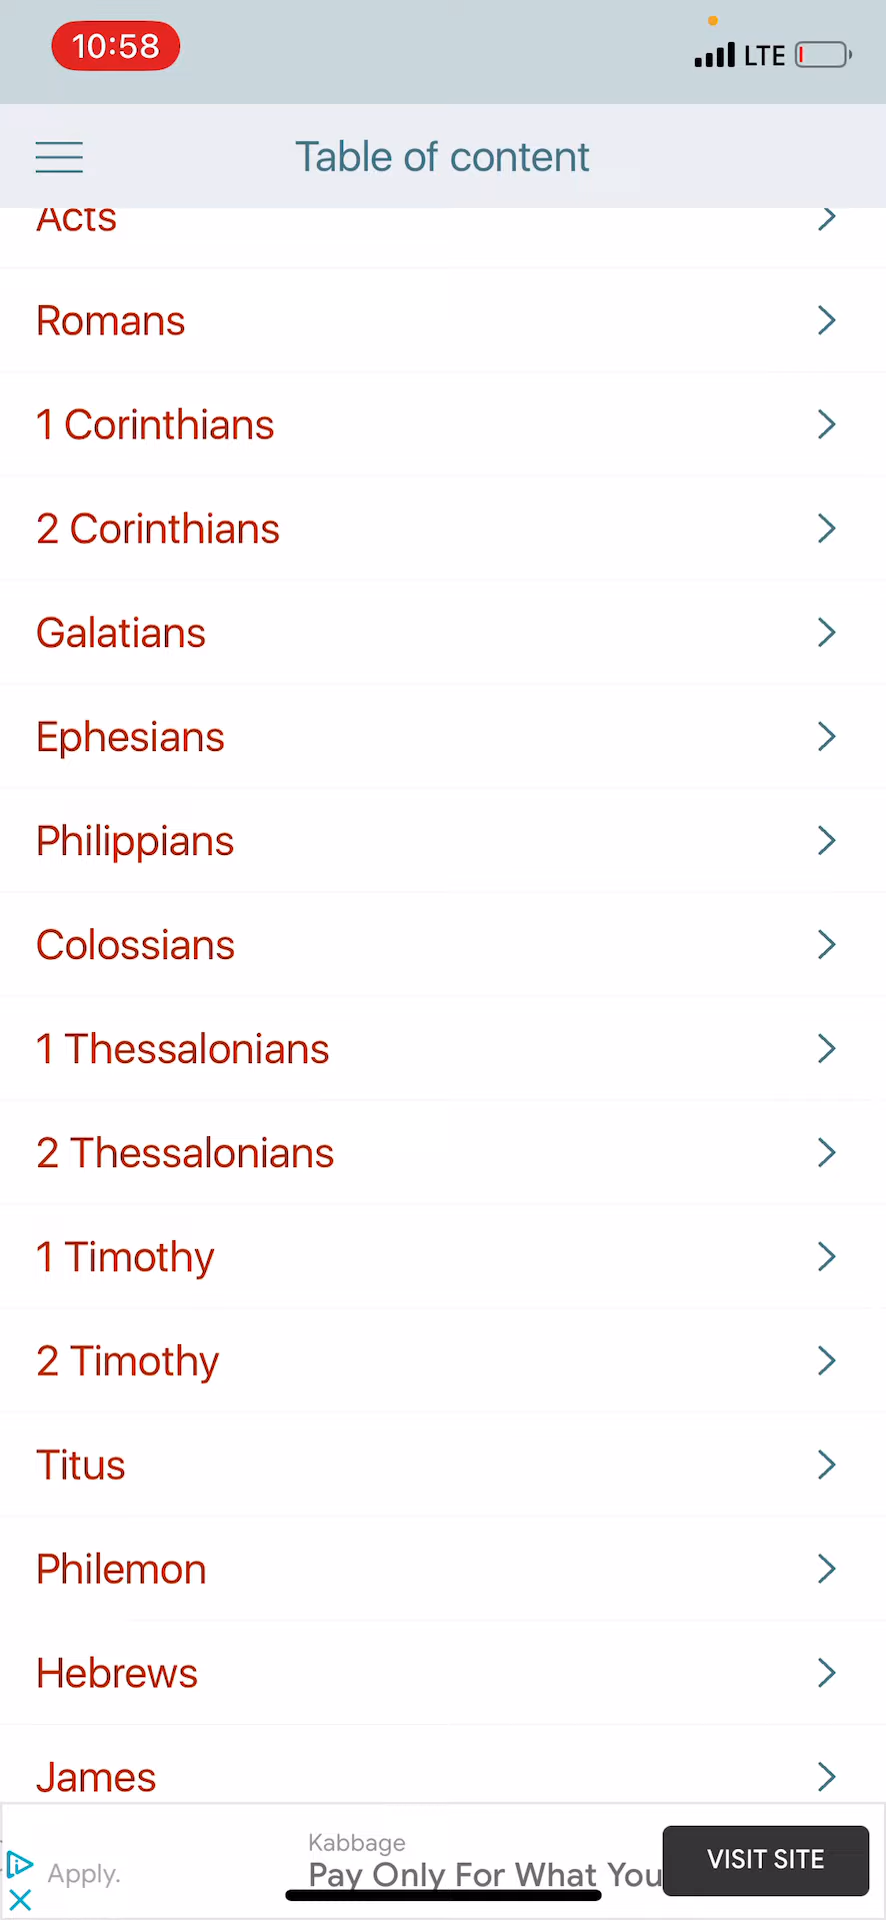 10:58
LTE
Table of content
Acts
Romans
1 Corinthians
2 Corinthians
Galatians
Ephesians
Philippians
Colossians
1 Thessalonians
2 Thessalonians
1 Timothy
2 Timothy
Titus
Philemon
Hebrews
James
Kabbage
Apply.
Pay Only For What You
VISIT SITE